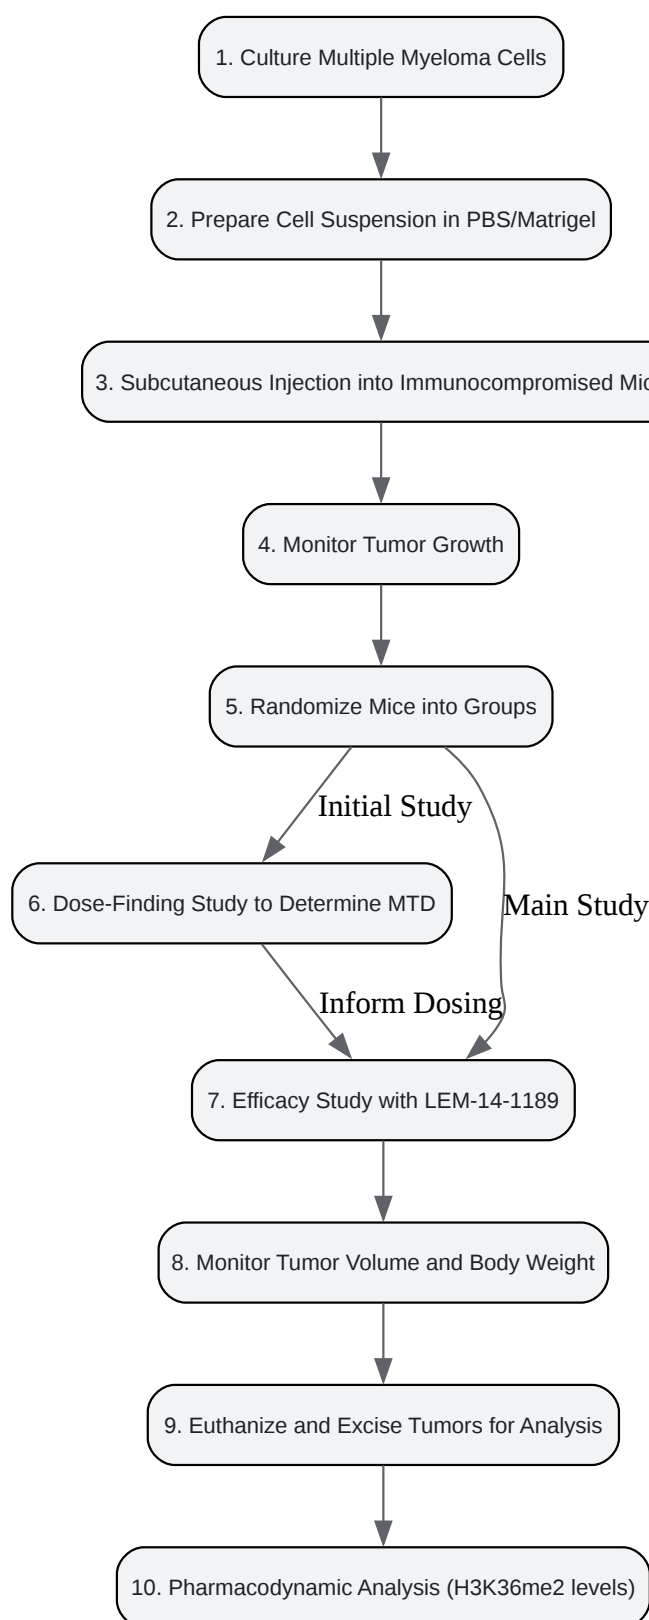 1. Culture Multiple Myeloma Cells
2. Prepare Cell Suspension in PBS/Matrigel
3. Subcutaneous Injection into Immunocompromised Mic
4. Monitor Tumor Growth
5. Randomize Mice into Groups
Initial Study
6. Dose-Finding Study to Determine MTD
Main Study
Inform Dosing
7. Efficacy Study with LEM-14-1189
8. Monitor Tumor Volume and Body Weight
9. Euthanize and Excise Tumors for Analysis
10. Pharmacodynamic Analysis (H3K36me2 levels)